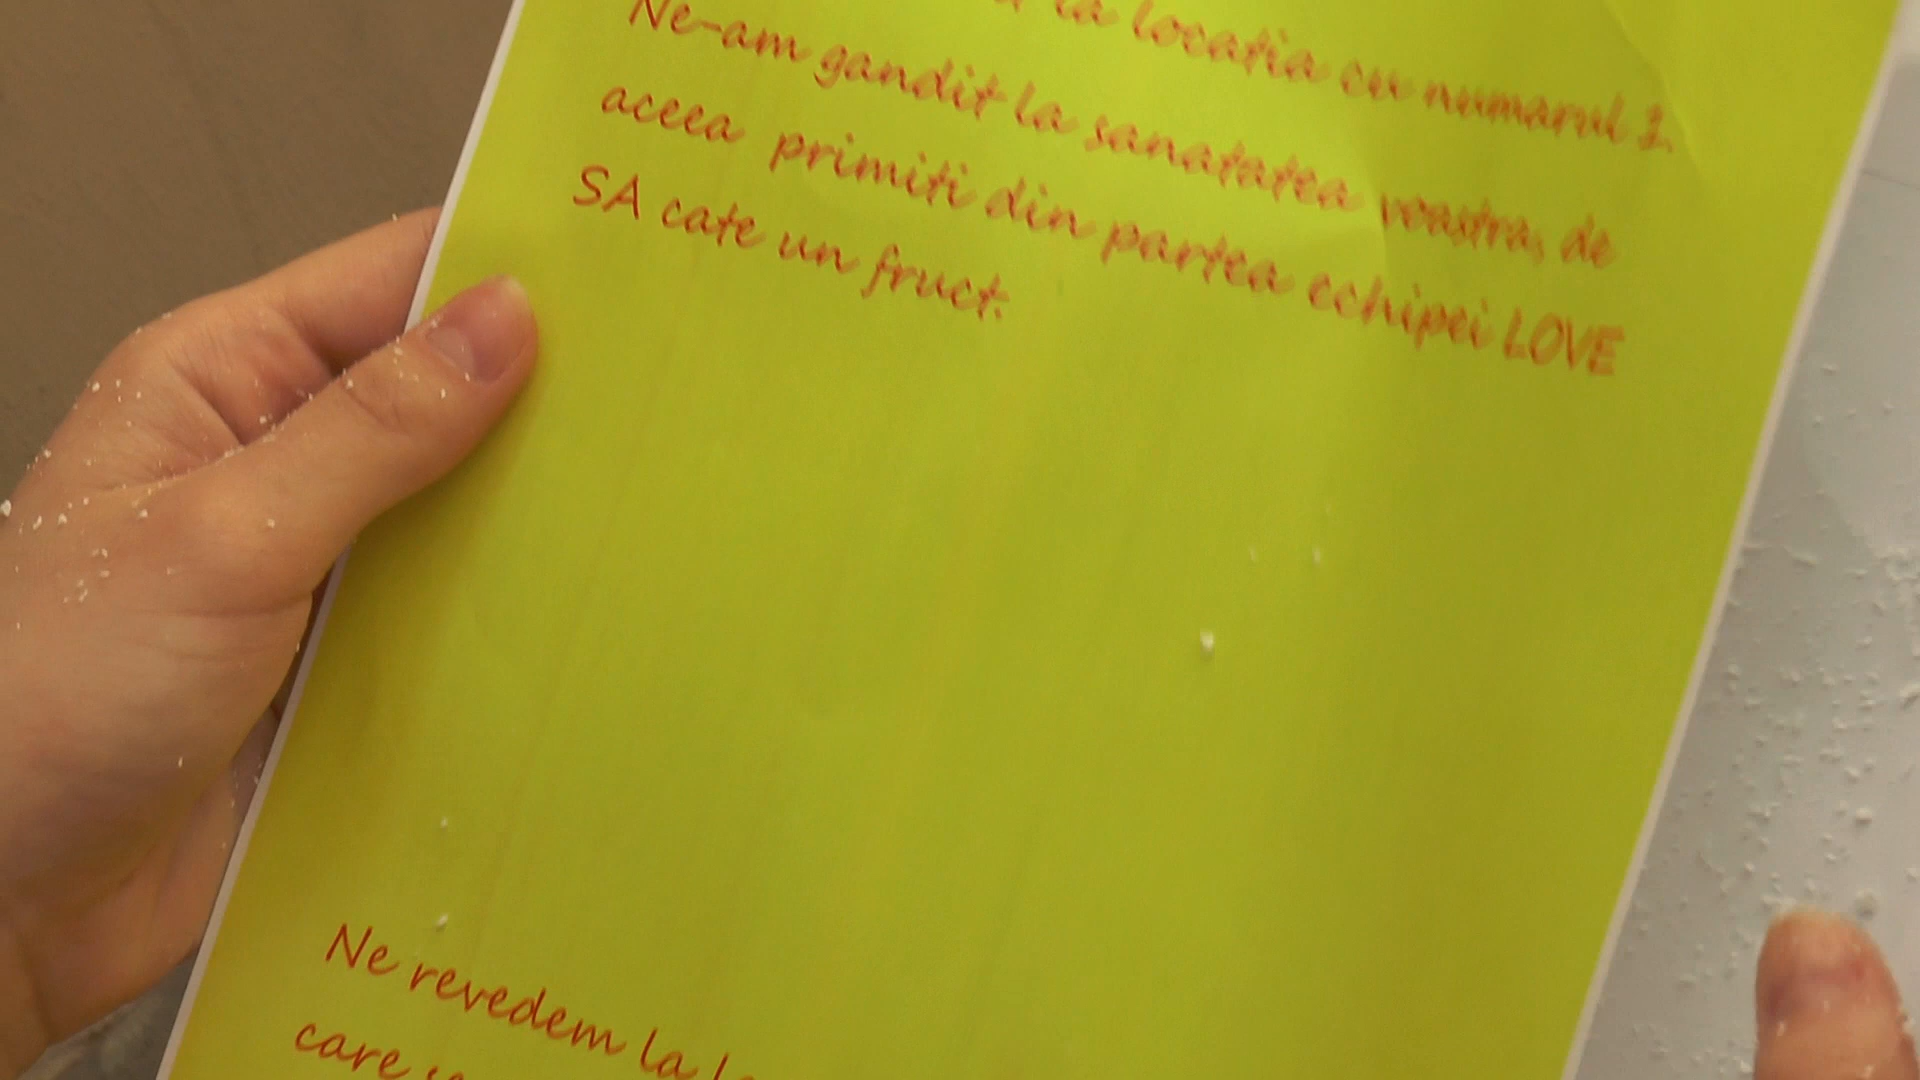 la locatia cu numarul 1.
Ne-am gandit la sanatatea voastra, de
aceea primiti din partea echipei LOVE
SA cate un fruct.
Ne revedem la
care